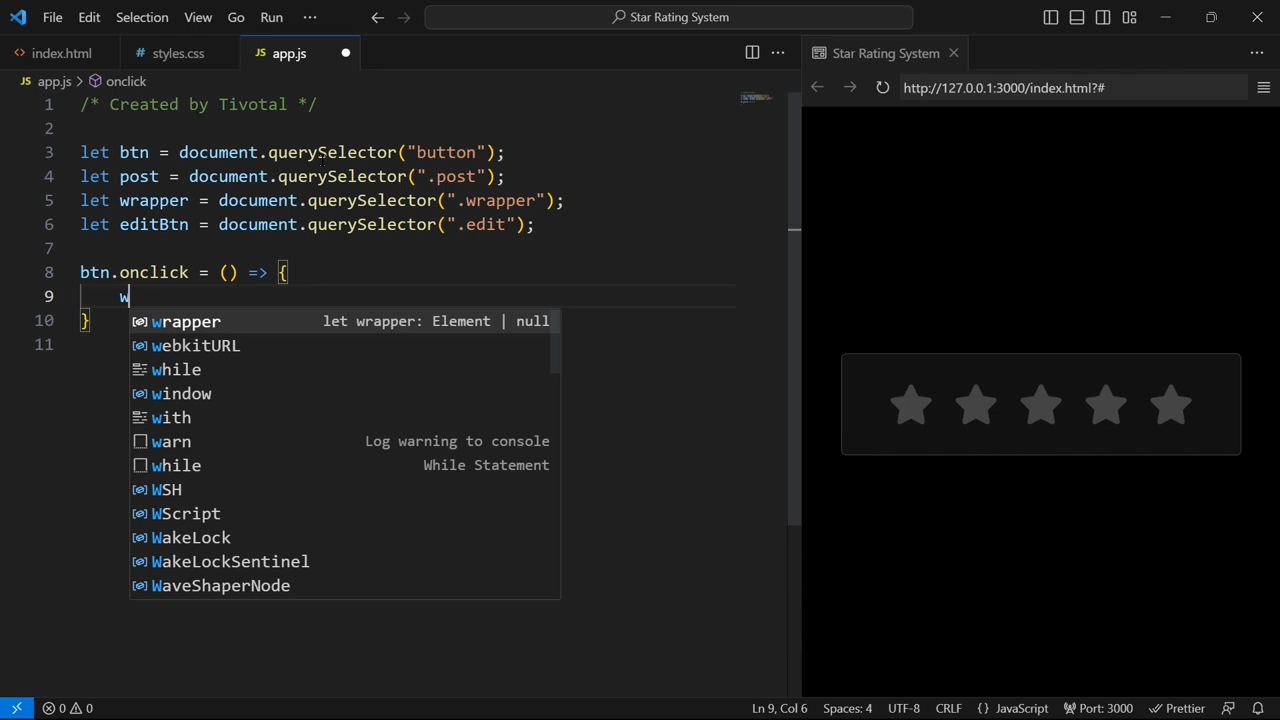 File Edit Selection View Go Run ··· Star Rating System
index.html # styles.css JS app.js
Star Rating System
JS app.js > onclick
http://127.0.0.1:3000/index.html?#
1 /* Created by Tivotal */
2
3 let btn = document.querySelector("button");
4 let post = document.querySelector(".post");
5 let wrapper = document.querySelector(".wrapper");
6 let editBtn = document.querySelector(".edit");
7
8 btn.onclick = () => {
9 w
10 }
11
wrapper let wrapper: Element | null
webkitURL
while
window
with
warn Log warning to console
while While Statement
WSH
WScript
WakeLock
WakeLockSentinel
WaveShaperNode
0 0 Ln 9, Col 6 Spaces: 4 UTF-8 CRLF {} JavaScript Port: 3000 Prettier